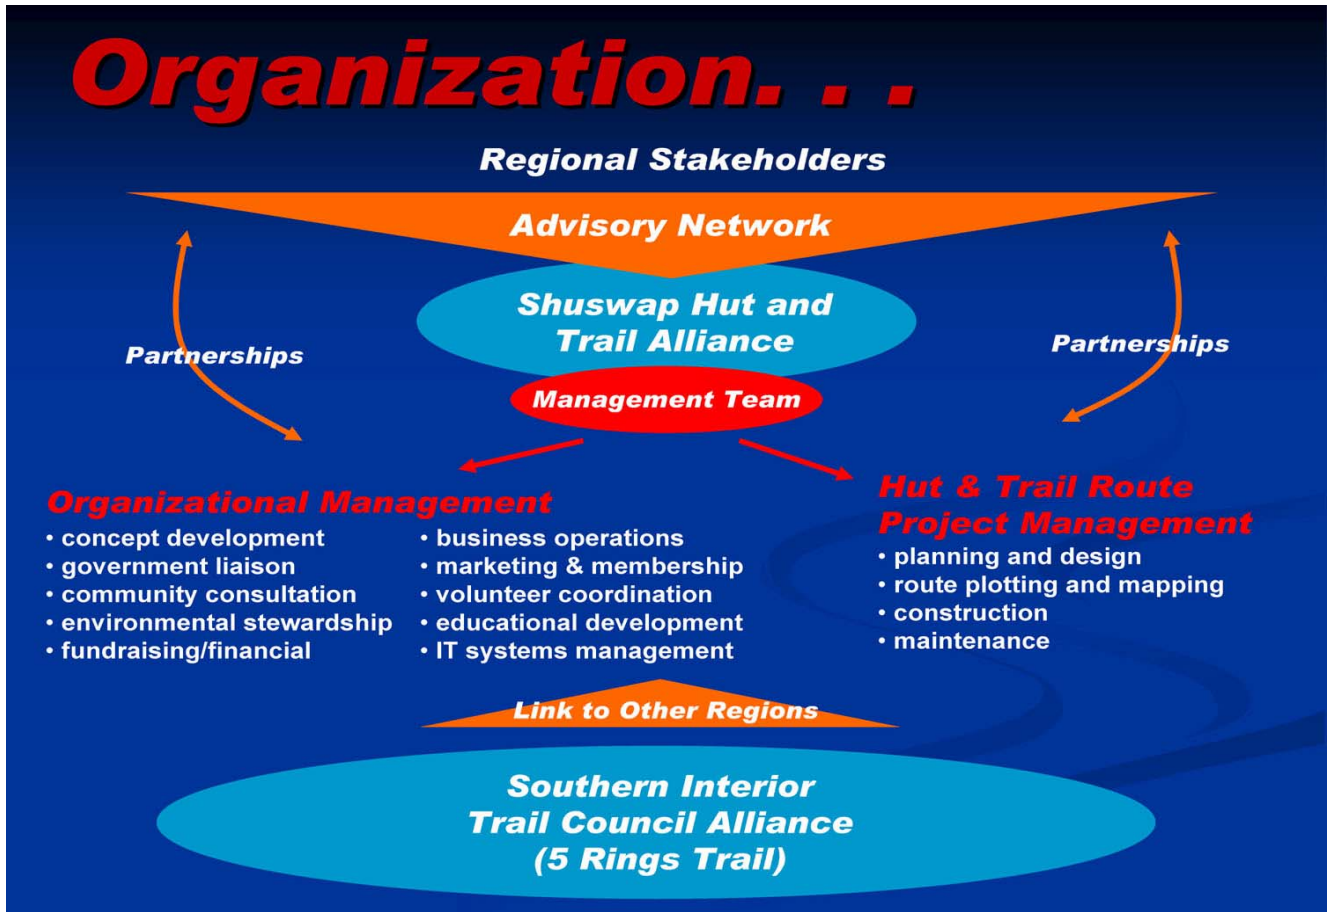 Organization. . .
Regional Stakeholders
Advisory Network
Shuswap Hut and
Trail Alliance
Partnerships
Partnerships
Management Team
Organizational Management
• concept development
• government liaison
• community consultation
• environmental stewardship
• fundraising/financial
• business operations
• marketing & membership
• volunteer coordination
• educational development
• IT systems management
Hut & Trail Route
Project Management
• planning and design
• route plotting and mapping
• construction
• maintenance
Link to Other Regions
Southern Interior
Trail Council Alliance
(5 Rings Trail)